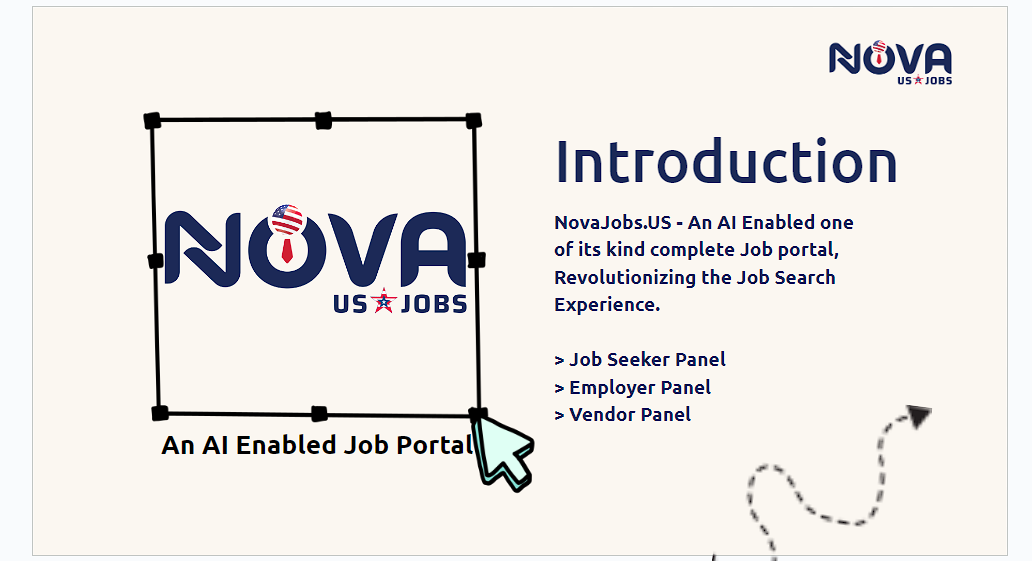 NOVA
US JOBS
NOVA
US JOBS
An AI Enabled Job Portal
Introduction
NovaJobs.US - An AI Enabled one
of its kind complete Job portal,
Revolutionizing the Job Search
Experience.
> Job Seeker Panel
> Employer Panel
> Vendor Panel